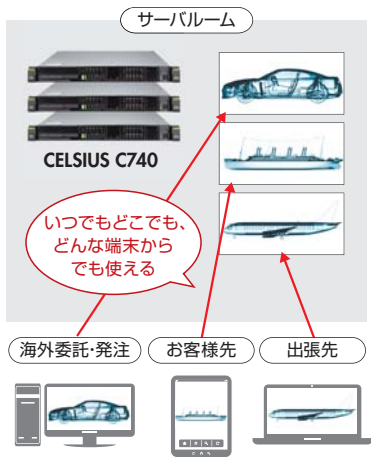 サーバルーム
CELSIUS C740
いつでもどこでも、
どんな端末から
でも使える
海外委託・発注
お客様先
出張先